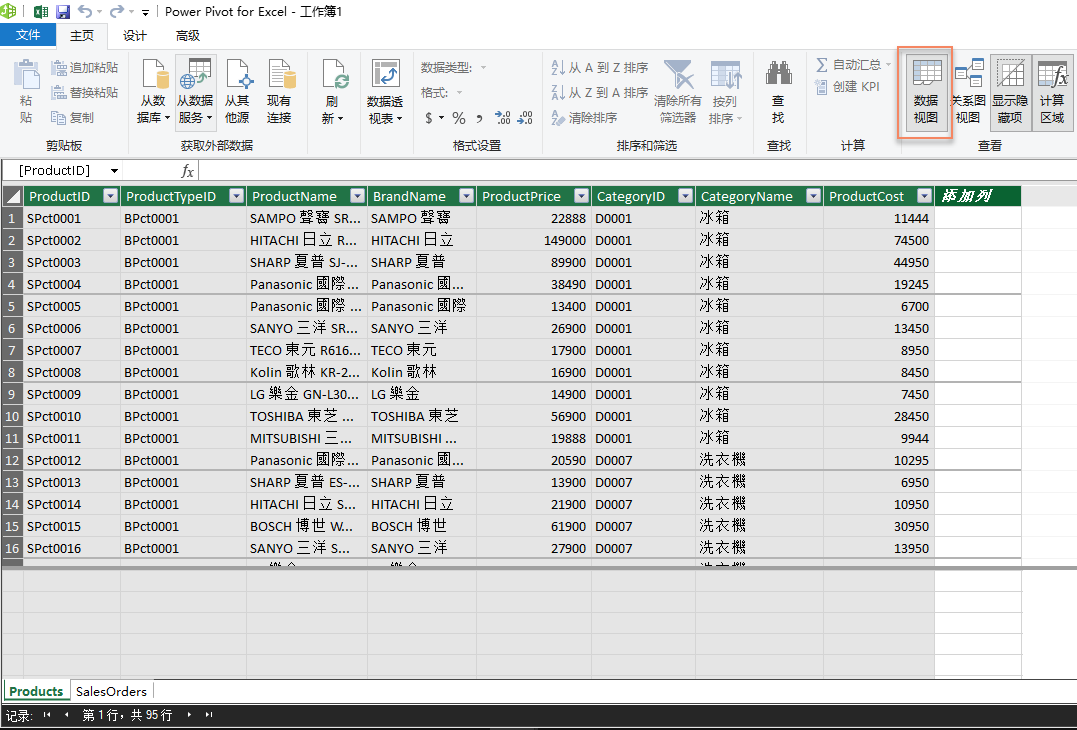 Power Pivot for Excel - 工作簿1
文件 主页 设计 高级
粘贴 追加粘贴 替换粘贴 复制 从数据库 从数据服务 从其他源 现有连接 刷新 数据透视表 数据类型: 格式: $ % 从 A 到 Z 排序 从 Z 到 A 排序 清除排序 清除所有筛选器 按列排序 查找 自动汇总 创建 KPI 数据视图 关系图视图 显示隐藏项 计算区域
剪贴板 获取外部数据 格式设置 排序和筛选 查找 计算 查看
[ProductID] fx
ProductID ProductTypeID ProductName BrandName ProductPrice CategoryID CategoryName ProductCost 添加列
1 SPct0001 BPct0001 SAMPO 聲寶 SR... SAMPO 聲寶 22888 D0001 冰箱 11444
2 SPct0002 BPct0001 HITACHI 日立 R... HITACHI 日立 149000 D0001 冰箱 74500
3 SPct0003 BPct0001 SHARP 夏普 SJ-... SHARP 夏普 89900 D0001 冰箱 44950
4 SPct0004 BPct0001 Panasonic 國際... Panasonic 國... 38490 D0001 冰箱 19245
5 SPct0005 BPct0001 Panasonic 國際 ... Panasonic 國際 13400 D0001 冰箱 6700
6 SPct0006 BPct0001 SANYO 三洋 SR... SANYO 三洋 26900 D0001 冰箱 13450
7 SPct0007 BPct0001 TECO 東元 R616... TECO 東元 17900 D0001 冰箱 8950
8 SPct0008 BPct0001 Kolin 歌林 KR-2... Kolin 歌林 16900 D0001 冰箱 8450
9 SPct0009 BPct0001 LG 樂金 GN-L30... LG 樂金 14900 D0001 冰箱 7450
10 SPct0010 BPct0001 TOSHIBA 東芝 ... TOSHIBA 東芝 56900 D0001 冰箱 28450
11 SPct0011 BPct0001 MITSUBISHI 三... MITSUBISHI ... 19888 D0001 冰箱 9944
12 SPct0012 BPct0001 Panasonic 國際... Panasonic 國... 20590 D0007 洗衣機 10295
13 SPct0013 BPct0001 SHARP 夏普 ES-... SHARP 夏普 13900 D0007 洗衣機 6950
14 SPct0014 BPct0001 HITACHI 日立 S... HITACHI 日立 21900 D0007 洗衣機 10950
15 SPct0015 BPct0001 BOSCH 博世 W... BOSCH 博世 61900 D0007 洗衣機 30950
16 SPct0016 BPct0001 SANYO 三洋 S... SANYO 三洋 27900 D0007 洗衣機 13950
Products SalesOrders
记录: 第 1 行，共 95 行